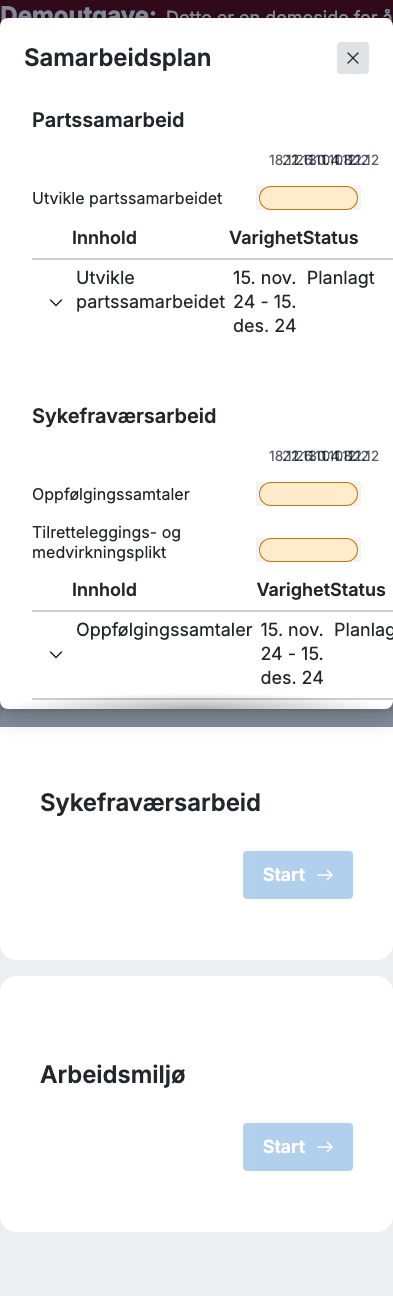 Demoutgave: Dette er en demoside for å
Samarbeidsplan
Partssamarbeid
Utvikle partssamarbeidet
Innhold Varighet Status
Utvikle partssamarbeidet 15. nov. 24 - 15. des. 24 Planlagt
Sykefraværsarbeid
Oppfølgingssamtaler
Tilretteleggings- og
medvirkningsplikt
Innhold Varighet Status
Oppfølgingssamtaler 15. nov. 24 - 15. des. 24 Planlag
Sykefraværsarbeid
Start
Arbeidsmiljø
Start